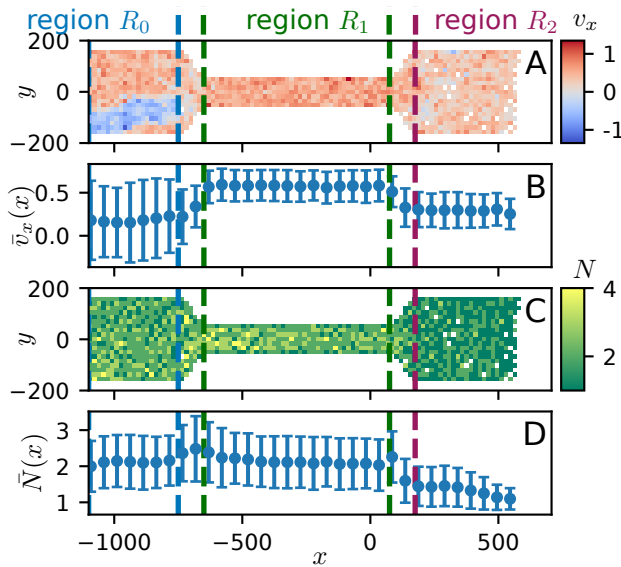 region R₀ region R₁ region R₂ vₓ
200
0
−200
y
A
1
0
−1
0.5
0.0
v̄ₓ(x)
B
N
200
0
−200
y
C
4
2
3
2
1
N̄(x)
D
−1000 −500 0 500
x